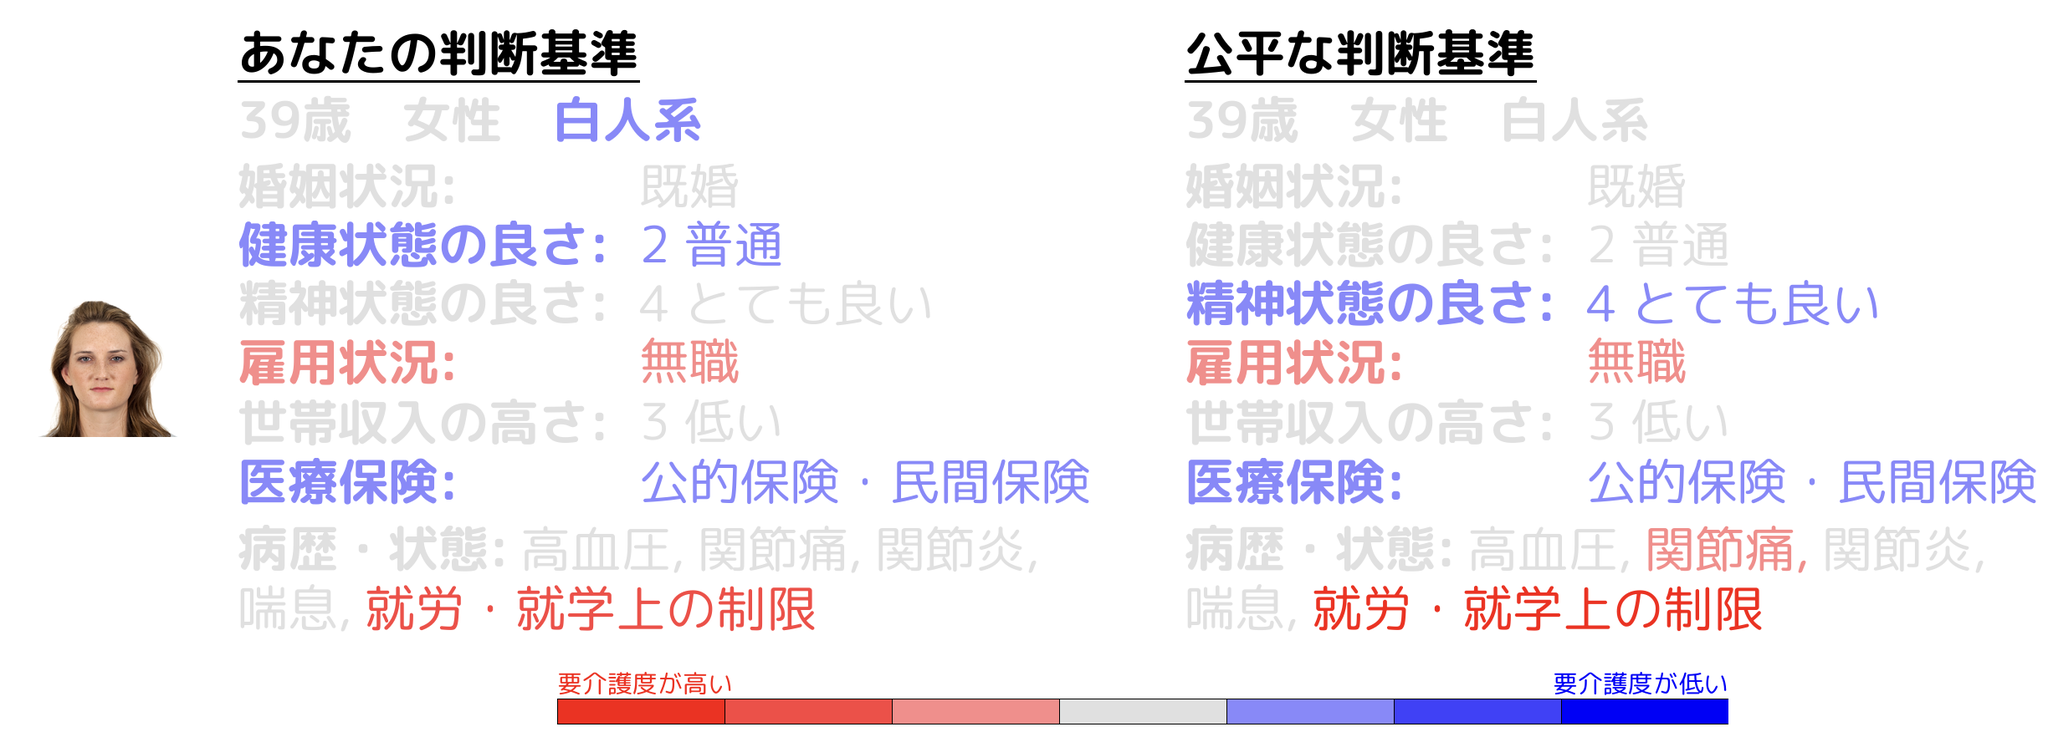 あなたの判断基準
39歳　女性　白人系
婚姻状況: 既婚
健康状態の良さ: 2 普通
精神状態の良さ: 4 とても良い
雇用状況: 無職
世帯収入の高さ: 3 低い
医療保険: 公的保険・民間保険
病歴・状態: 高血圧, 関節痛, 関節炎,
喘息, 就労・就学上の制限
公平な判断基準
39歳　女性　白人系
婚姻状況: 既婚
健康状態の良さ: 2 普通
精神状態の良さ: 4 とても良い
雇用状況: 無職
世帯収入の高さ: 3 低い
医療保険: 公的保険・民間保険
病歴・状態: 高血圧, 関節痛, 関節炎,
喘息, 就労・就学上の制限
要介護度が高い
要介護度が低い